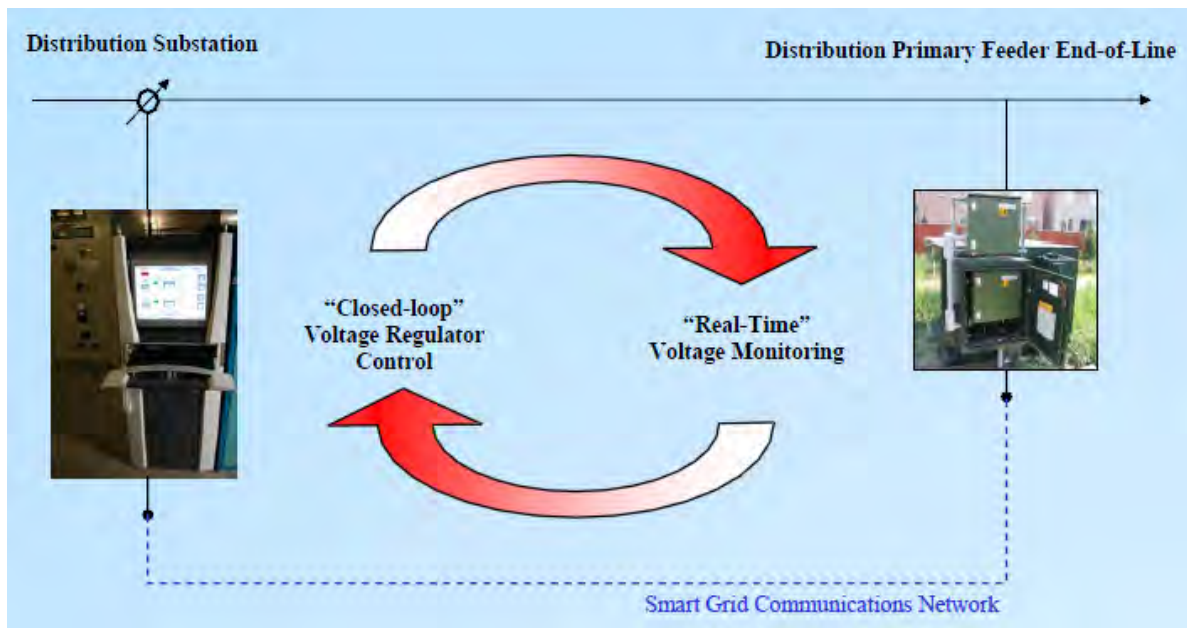 Distribution Substation
Distribution Primary Feeder End-of-Line
“Closed-loop”
Voltage Regulator
Control
“Real-Time”
Voltage Monitoring
Smart Grid Communications Network